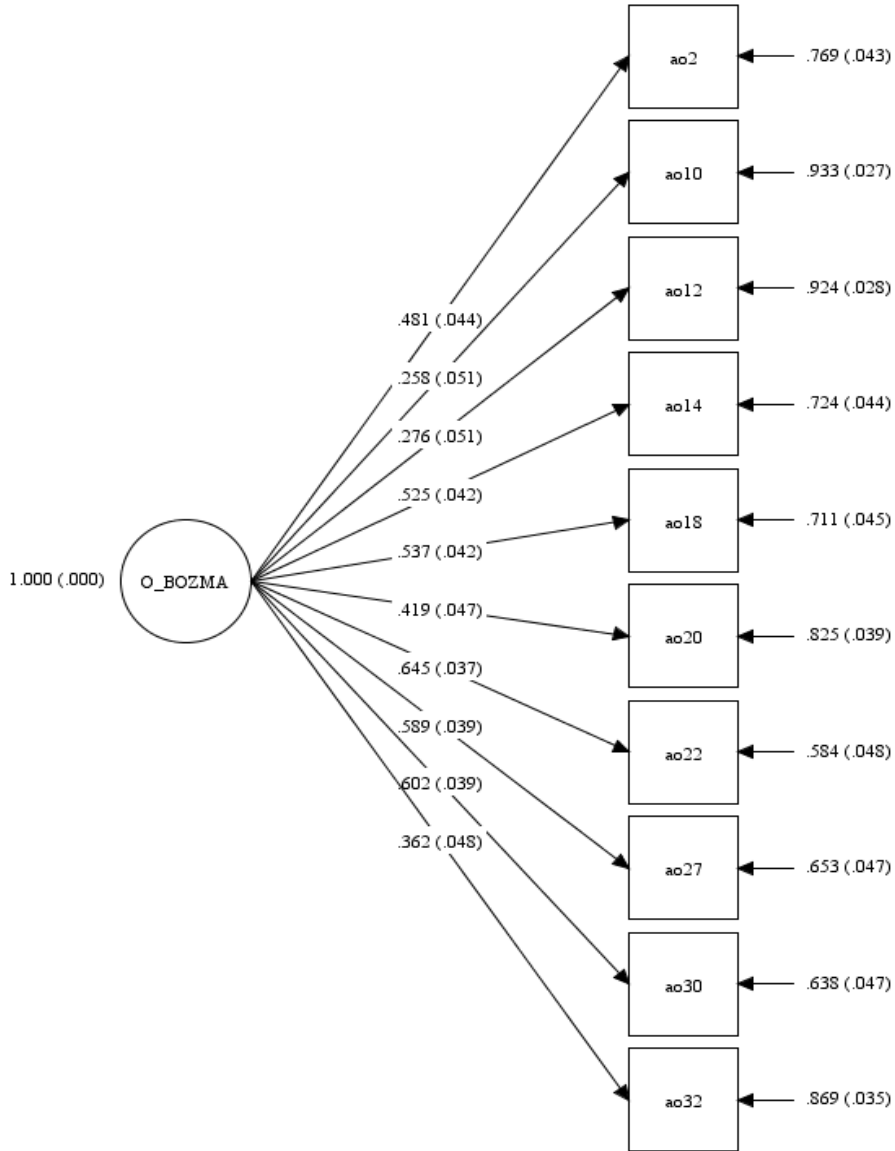 ao2
.769 (.043)
ao10
.933 (.027)
ao12
.924 (.028)
.481 (.044)
.258 (.051)
ao14
.724 (.044)
.276 (.051)
.525 (.042)
ao18
.711 (.045)
.537 (.042)
1.000 (.000)
O_BOZMA
.419 (.047)
ao20
.825 (.039)
.645 (.037)
.589 (.039)
ao22
.584 (.048)
.602 (.039)
.362 (.048)
ao27
.653 (.047)
ao30
.638 (.047)
ao32
.869 (.035)